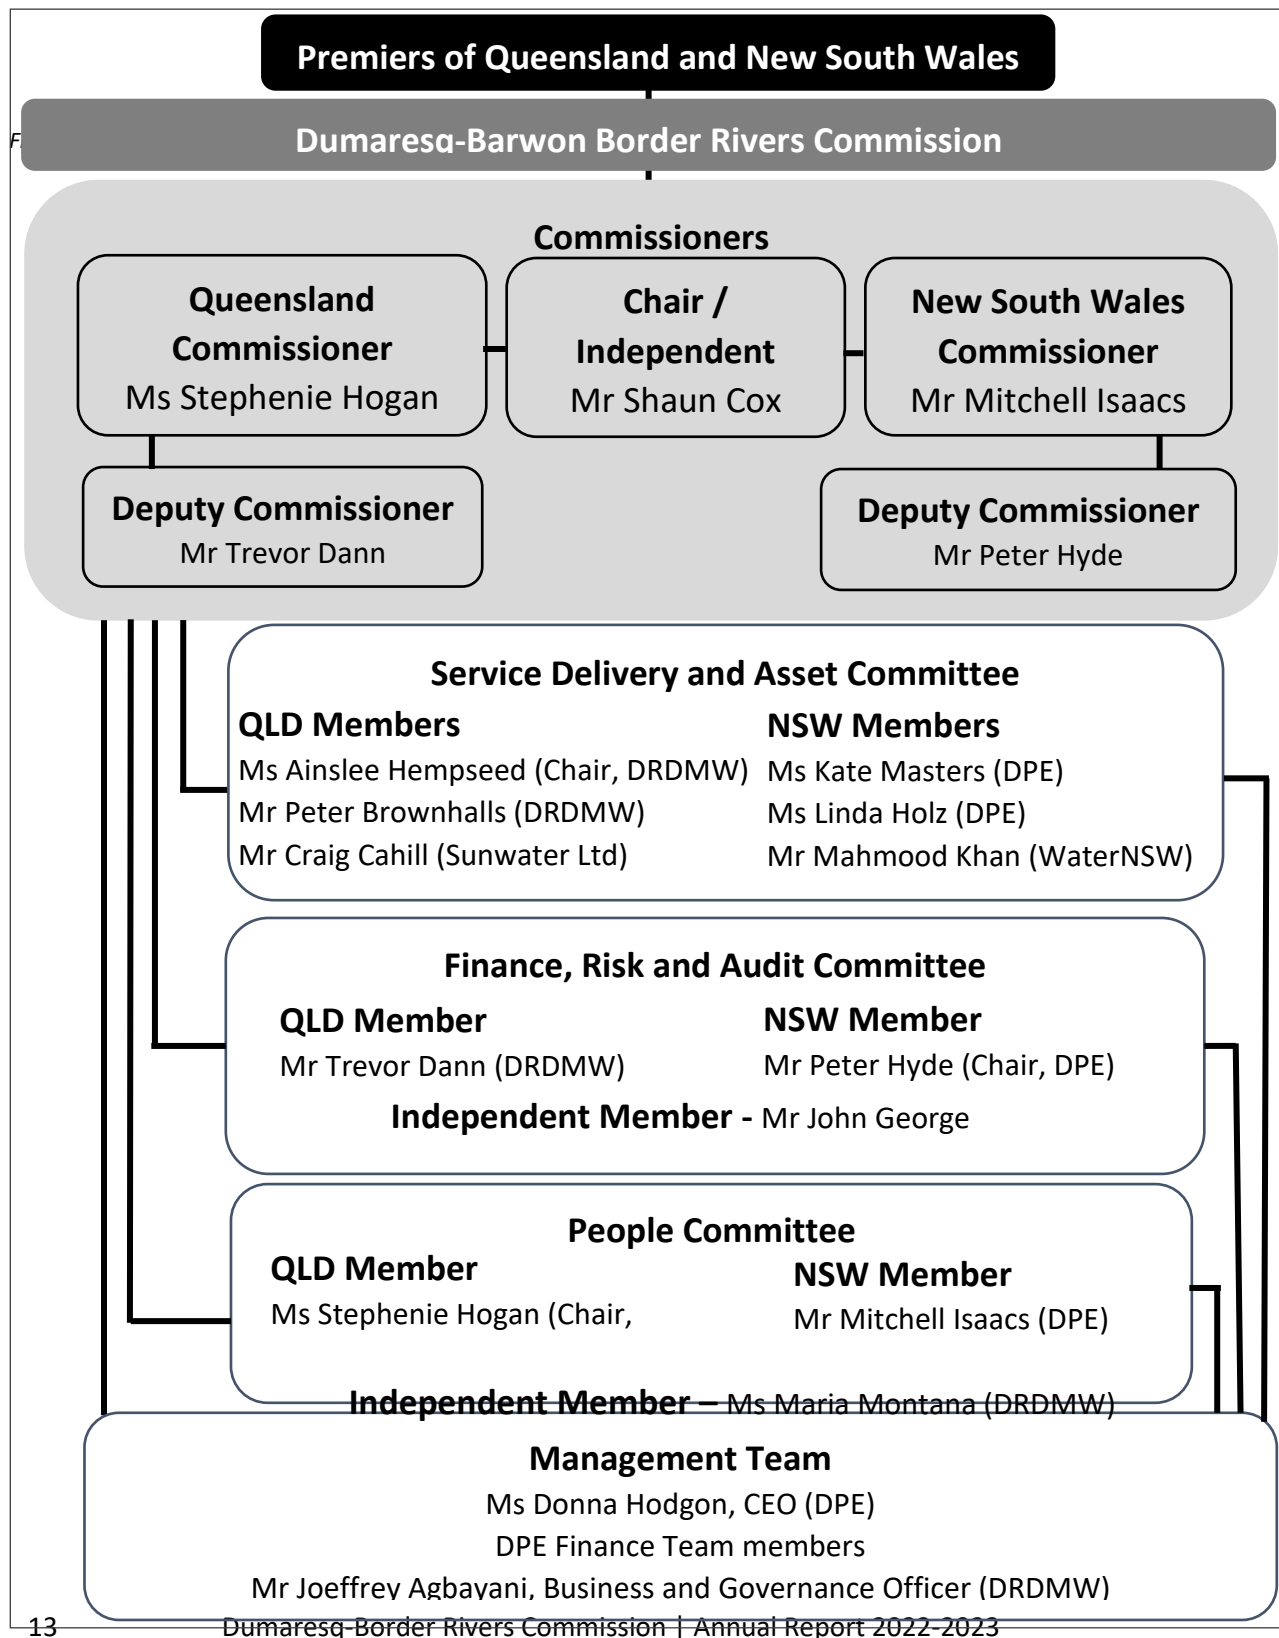 Premiers of Queensland and New South Wales
F
Dumaresq-Barwon Border Rivers Commission
Commissioners
Queensland
Commissioner
Ms Stephenie Hogan
Chair /
Independent
Mr Shaun Cox
New South Wales
Commissioner
Mr Mitchell Isaacs
Deputy Commissioner
Mr Trevor Dann
Deputy Commissioner
Mr Peter Hyde
Service Delivery and Asset Committee
QLD Members
Ms Ainslee Hempseed (Chair, DRDMW)
Mr Peter Brownhalls (DRDMW)
Mr Craig Cahill (Sunwater Ltd)
NSW Members
Ms Kate Masters (DPE)
Ms Linda Holz (DPE)
Mr Mahmood Khan (WaterNSW)
Finance, Risk and Audit Committee
QLD Member
Mr Trevor Dann (DRDMW)
NSW Member
Mr Peter Hyde (Chair, DPE)
Independent Member - Mr John George
People Committee
QLD Member
Ms Stephenie Hogan (Chair,
NSW Member
Mr Mitchell Isaacs (DPE)
Independent Member – Ms Maria Montana (DRDMW)
Management Team
Ms Donna Hodgon, CEO (DPE)
DPE Finance Team members
Mr Joeffrey Agbayani, Business and Governance Officer (DRDMW)
13 Dumaresq-Border Rivers Commission | Annual Report 2022-2023